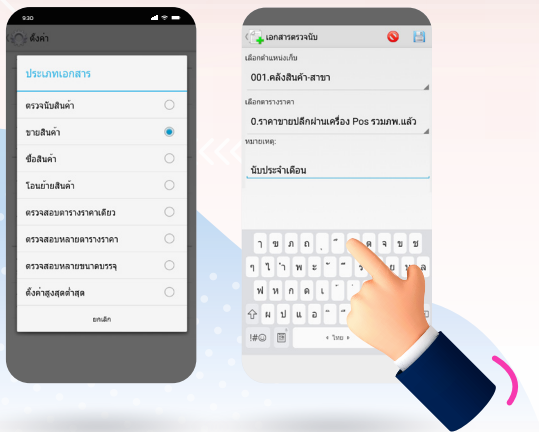 9:30
ตั้งค่า
ประเภทเอกสาร
ตรวจนับสินค้า
ขายสินค้า
ซื้อสินค้า
โอนย้ายสินค้า
ตรวจสอบตารางราคาเดียว
ตรวจสอบหลายตารางราคา
ตรวจสอบหลายขนาดบรรจุ
ตั้งค่าสูงสุดต่ำสุด
ยกเลิก
เอกสารตรวจนับ
เลือกตำแหน่งเก็บ
001.คลังสินค้า-สาขา
เลือกตารางราคา
0.ราคาขายปลีกผ่านเครื่อง Pos รวมภพ.แล้ว
หมายเหตุ:
นับประจำเดือน
ๅ ข ภ ถ ุ ึ ค จ ข ช
ๆ ไ ำ พ ะ ั ี ร ย ล
ฟ ห ก ด เ ้ ่
ผ ป แ อ ิ ื
!#☺ ไทย